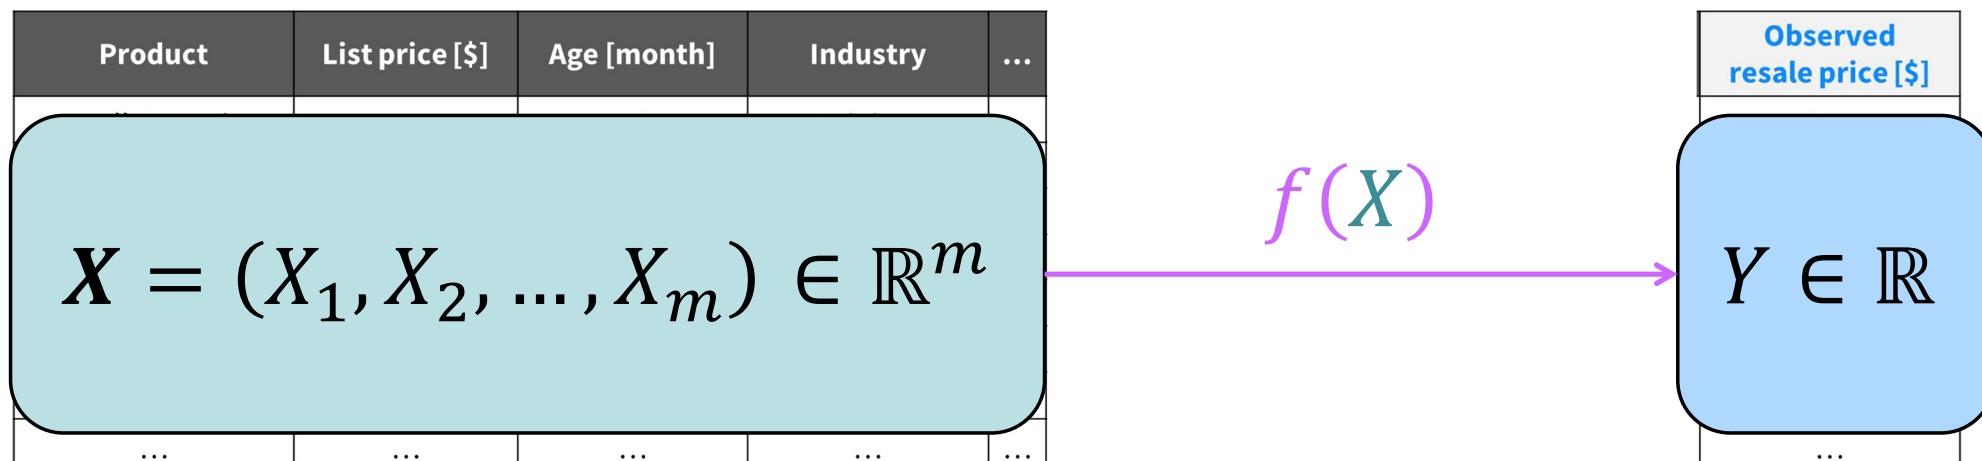 Product List price [$] Age [month] Industry ... Observed
resale price [$]
f(X)
X = (X₁, X₂, ..., Xₘ) ∈ ℝᵐ Y ∈ ℝ
... ... ... ... ... ...